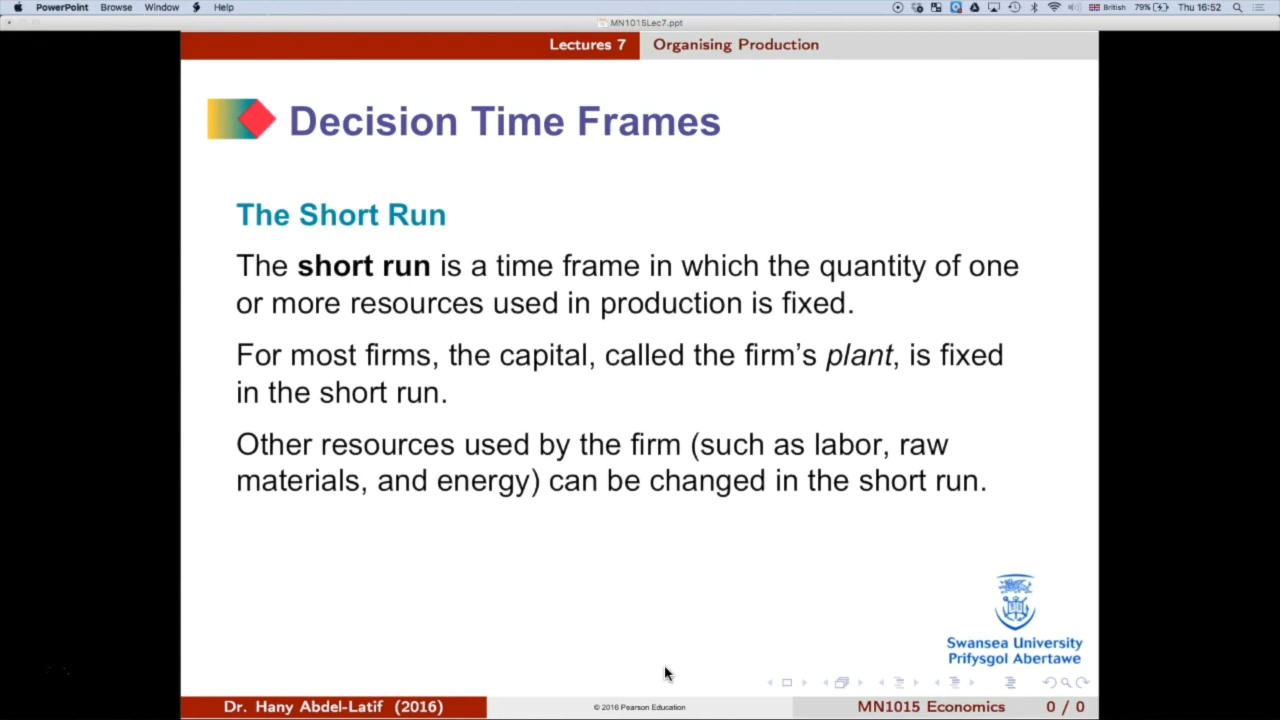 PowerPoint Browse Window Help
British 79% Thu 16:52
MN1015Lec7.ppt
Lectures 7 Organising Production
Decision Time Frames
The Short Run
The short run is a time frame in which the quantity of one
or more resources used in production is fixed.
For most firms, the capital, called the firm's plant, is fixed
in the short run.
Other resources used by the firm (such as labor, raw
materials, and energy) can be changed in the short run.
Swansea University
Prifysgol Abertawe
Dr. Hany Abdel-Latif (2016) © 2016 Pearson Education MN1015 Economics 0 / 0